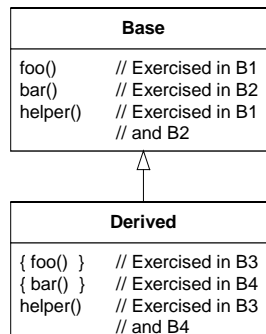 Base
foo() // Exercised in B1
bar() // Exercised in B2
helper() // Exercised in B1
// and B2
Derived
{ foo() } // Exercised in B3
{ bar() } // Exercised in B4
helper() // Exercised in B3
// and B4